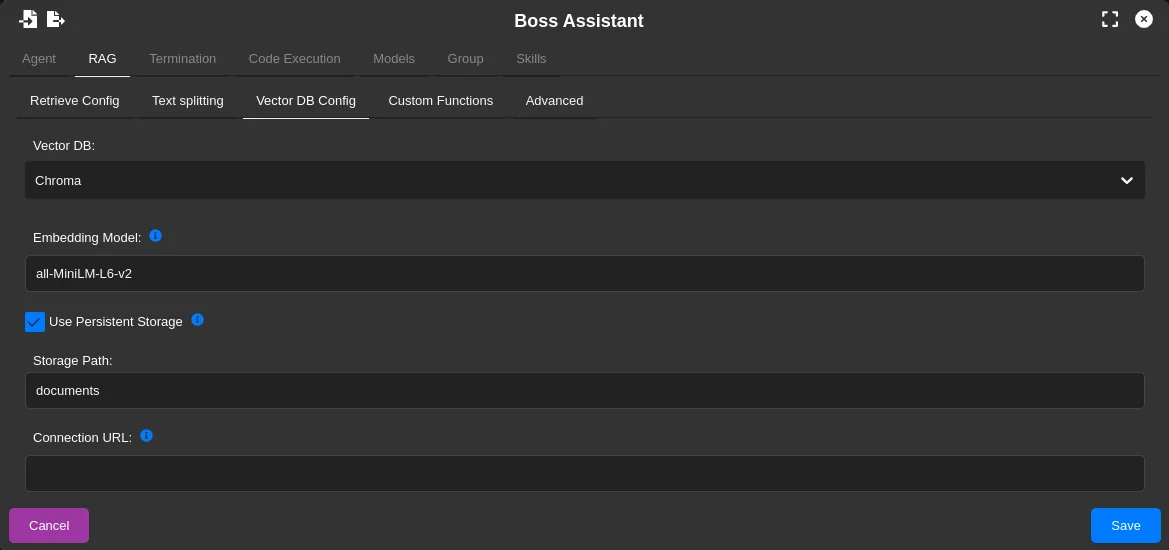 Boss Assistant
Agent RAG Termination Code Execution Models Group Skills
Retrieve Config Text splitting Vector DB Config Custom Functions Advanced
Vector DB:
Chroma
Embedding Model:
all-MiniLM-L6-v2
Use Persistent Storage
Storage Path:
documents
Connection URL:
Cancel Save